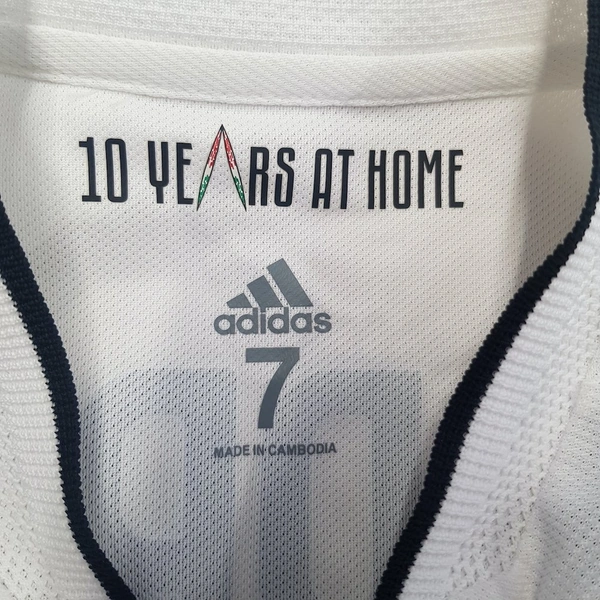 10 YEARS AT HOME
adidas
7
MADE IN CAMBODIA